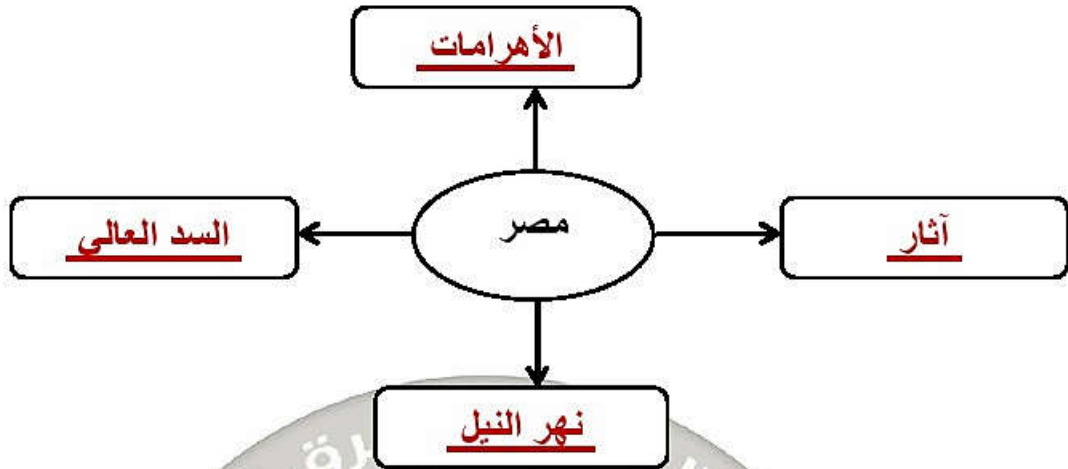 الأهرامات
آثار
مصر
السد العالي
نهر النيل